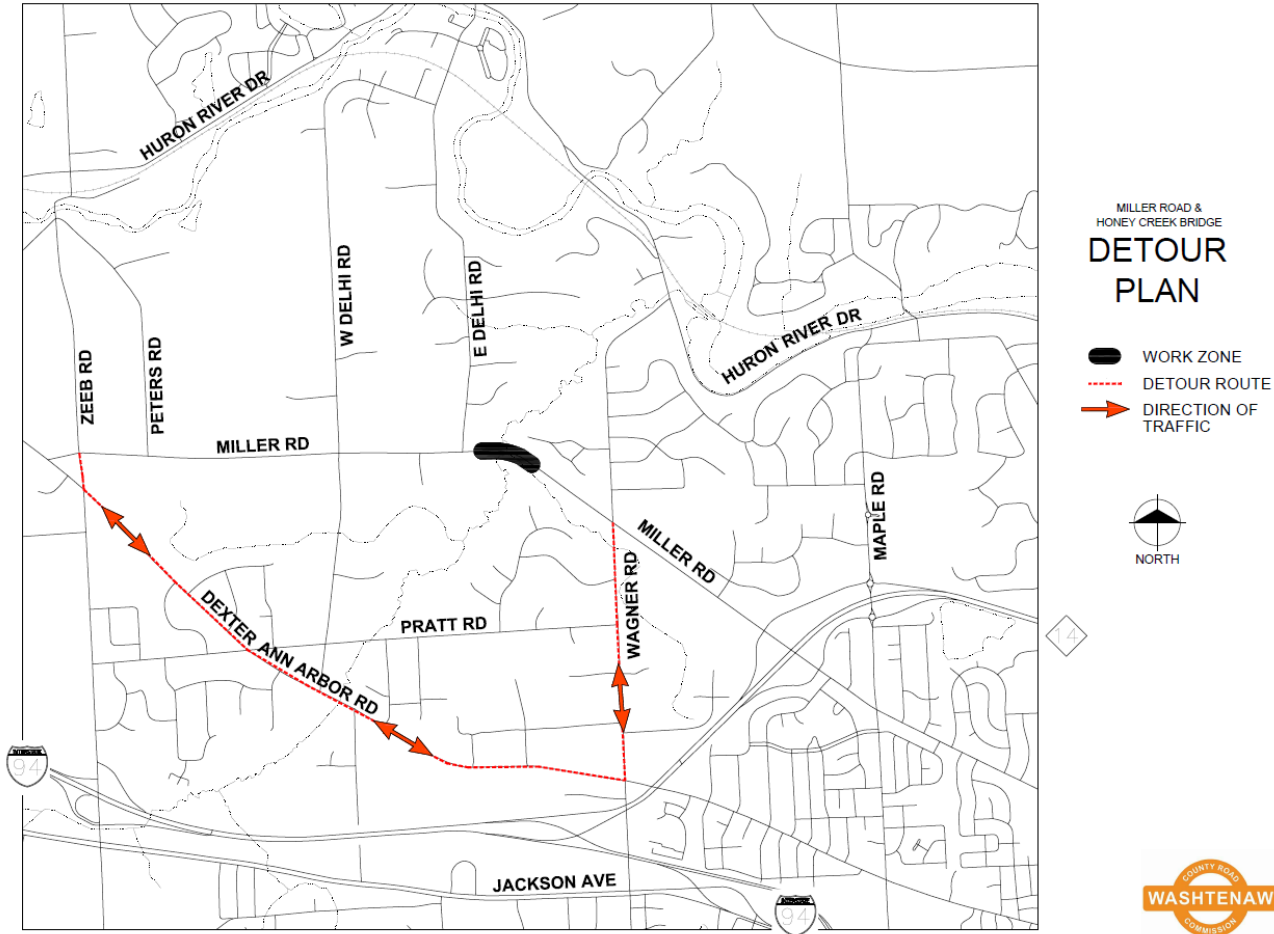 HURON RIVER DR
W DELHI RD
E DELHI RD
ZEEB RD
PETERS RD
HURON RIVER DR
MILLER RD
MAPLE RD
MILLER RD
WAGNER RD
PRATT RD
DEXTER ANN ARBOR RD
JACKSON AVE
INTERSTATE
94
INTERSTATE
94
14
MILLER ROAD &
HONEY CREEK BRIDGE
DETOUR
PLAN
WORK ZONE
DETOUR ROUTE
DIRECTION OF
TRAFFIC
NORTH
COUNTY ROAD
WASHTENAW
COMMISSION